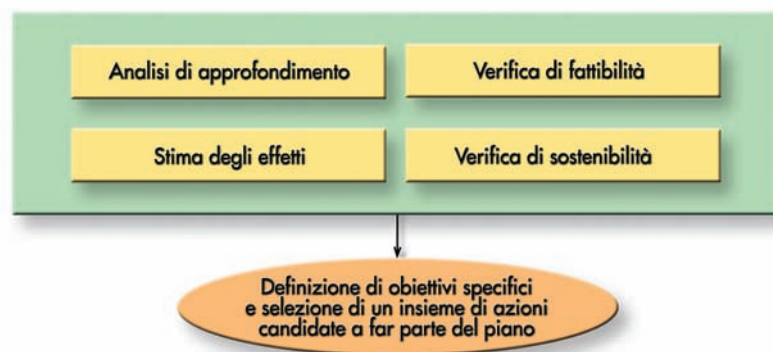 Analisi di approfondimento
Verifica di fattibilità
Stima degli effetti
Verifica di sostenibilità
Definizione di obiettivi specifici
e selezione di un insieme di azioni
candidate a far parte del piano